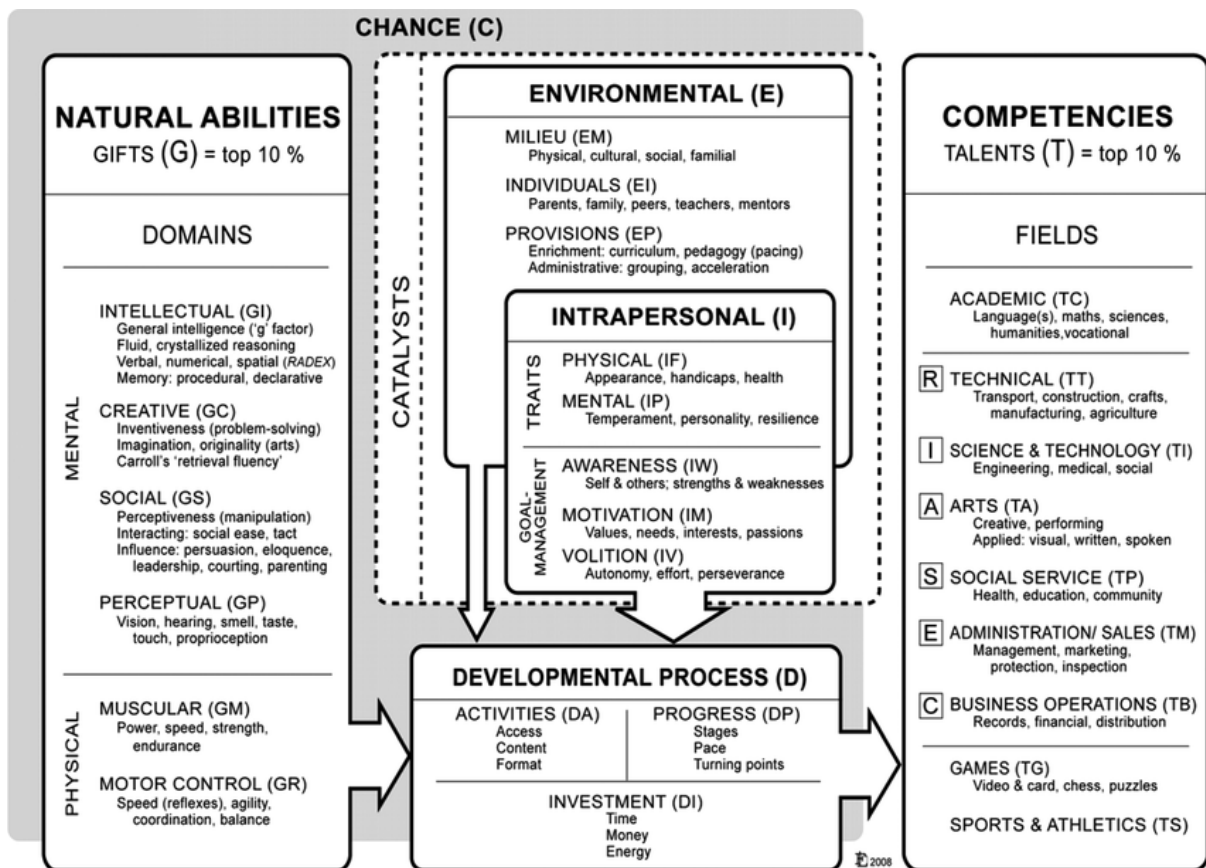 CHANCE (C)
NATURAL ABILITIES
GIFTS (G) = top 10 %
DOMAINS
MENTAL
INTELLECTUAL (GI)
General intelligence (‘g’ factor)
Fluid, crystallized reasoning
Verbal, numerical, spatial (RADEX)
Memory: procedural, declarative
CREATIVE (GC)
Inventiveness (problem-solving)
Imagination, originality (arts)
Carroll's ‘retrieval fluency’
SOCIAL (GS)
Perceptiveness (manipulation)
Interacting: social ease, tact
Influence: persuasion, eloquence,
leadership, courting, parenting
PERCEPTUAL (GP)
Vision, hearing, smell, taste,
touch, proprioception
PHYSICAL
MUSCULAR (GM)
Power, speed, strength,
endurance
MOTOR CONTROL (GR)
Speed (reflexes), agility,
coordination, balance
CATALYSTS
ENVIRONMENTAL (E)
MILIEU (EM)
Physical, cultural, social, familial
INDIVIDUALS (EI)
Parents, family, peers, teachers, mentors
PROVISIONS (EP)
Enrichment: curriculum, pedagogy (pacing)
Administrative: grouping, acceleration
INTRAPERSONAL (I)
TRAITS
PHYSICAL (IF)
Appearance, handicaps, health
MENTAL (IP)
Temperament, personality, resilience
GOAL-
MANAGEMENT
AWARENESS (IW)
Self & others; strengths & weaknesses
MOTIVATION (IM)
Values, needs, interests, passions
VOLITION (IV)
Autonomy, effort, perseverance
DEVELOPMENTAL PROCESS (D)
ACTIVITIES (DA)
Access
Content
Format
PROGRESS (DP)
Stages
Pace
Turning points
INVESTMENT (DI)
Time
Money
Energy
COMPETENCIES
TALENTS (T) = top 10 %
FIELDS
ACADEMIC (TC)
Language(s), maths, sciences,
humanities,vocational
R TECHNICAL (TT)
Transport, construction, crafts,
manufacturing, agriculture
I SCIENCE & TECHNOLOGY (TI)
Engineering, medical, social
A ARTS (TA)
Creative, performing
Applied: visual, written, spoken
S SOCIAL SERVICE (TP)
Health, education, community
E ADMINISTRATION/ SALES (TM)
Management, marketing,
protection, inspection
C BUSINESS OPERATIONS (TB)
Records, financial, distribution
GAMES (TG)
Video & card, chess, puzzles
SPORTS & ATHLETICS (TS)
2008